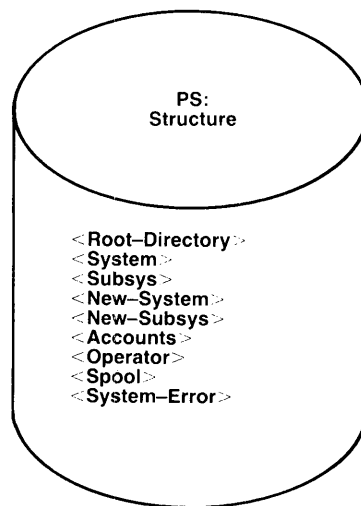 PS:
Structure
<Root–Directory>
<System>
<Subsys>
<New–System>
<New–Subsys>
<Accounts>
<Operator>
<Spool>
<System–Error>